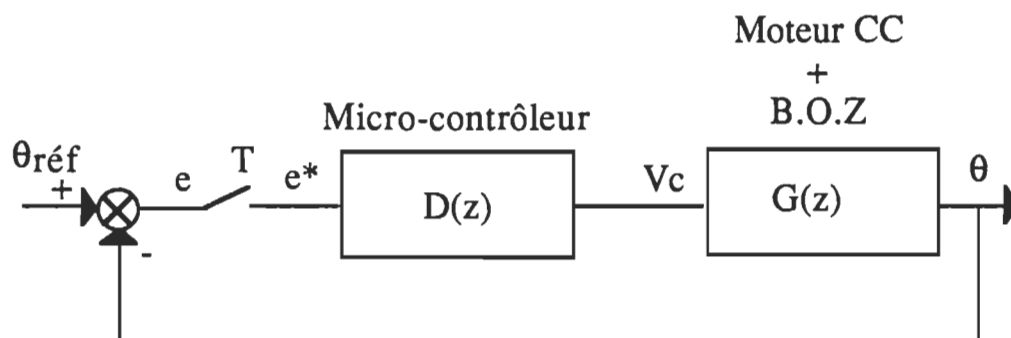 Moteur CC
+
B.O.Z
Micro-contrôleur
θréf
+
e
T
e*
D(z)
Vc
G(z)
θ
-